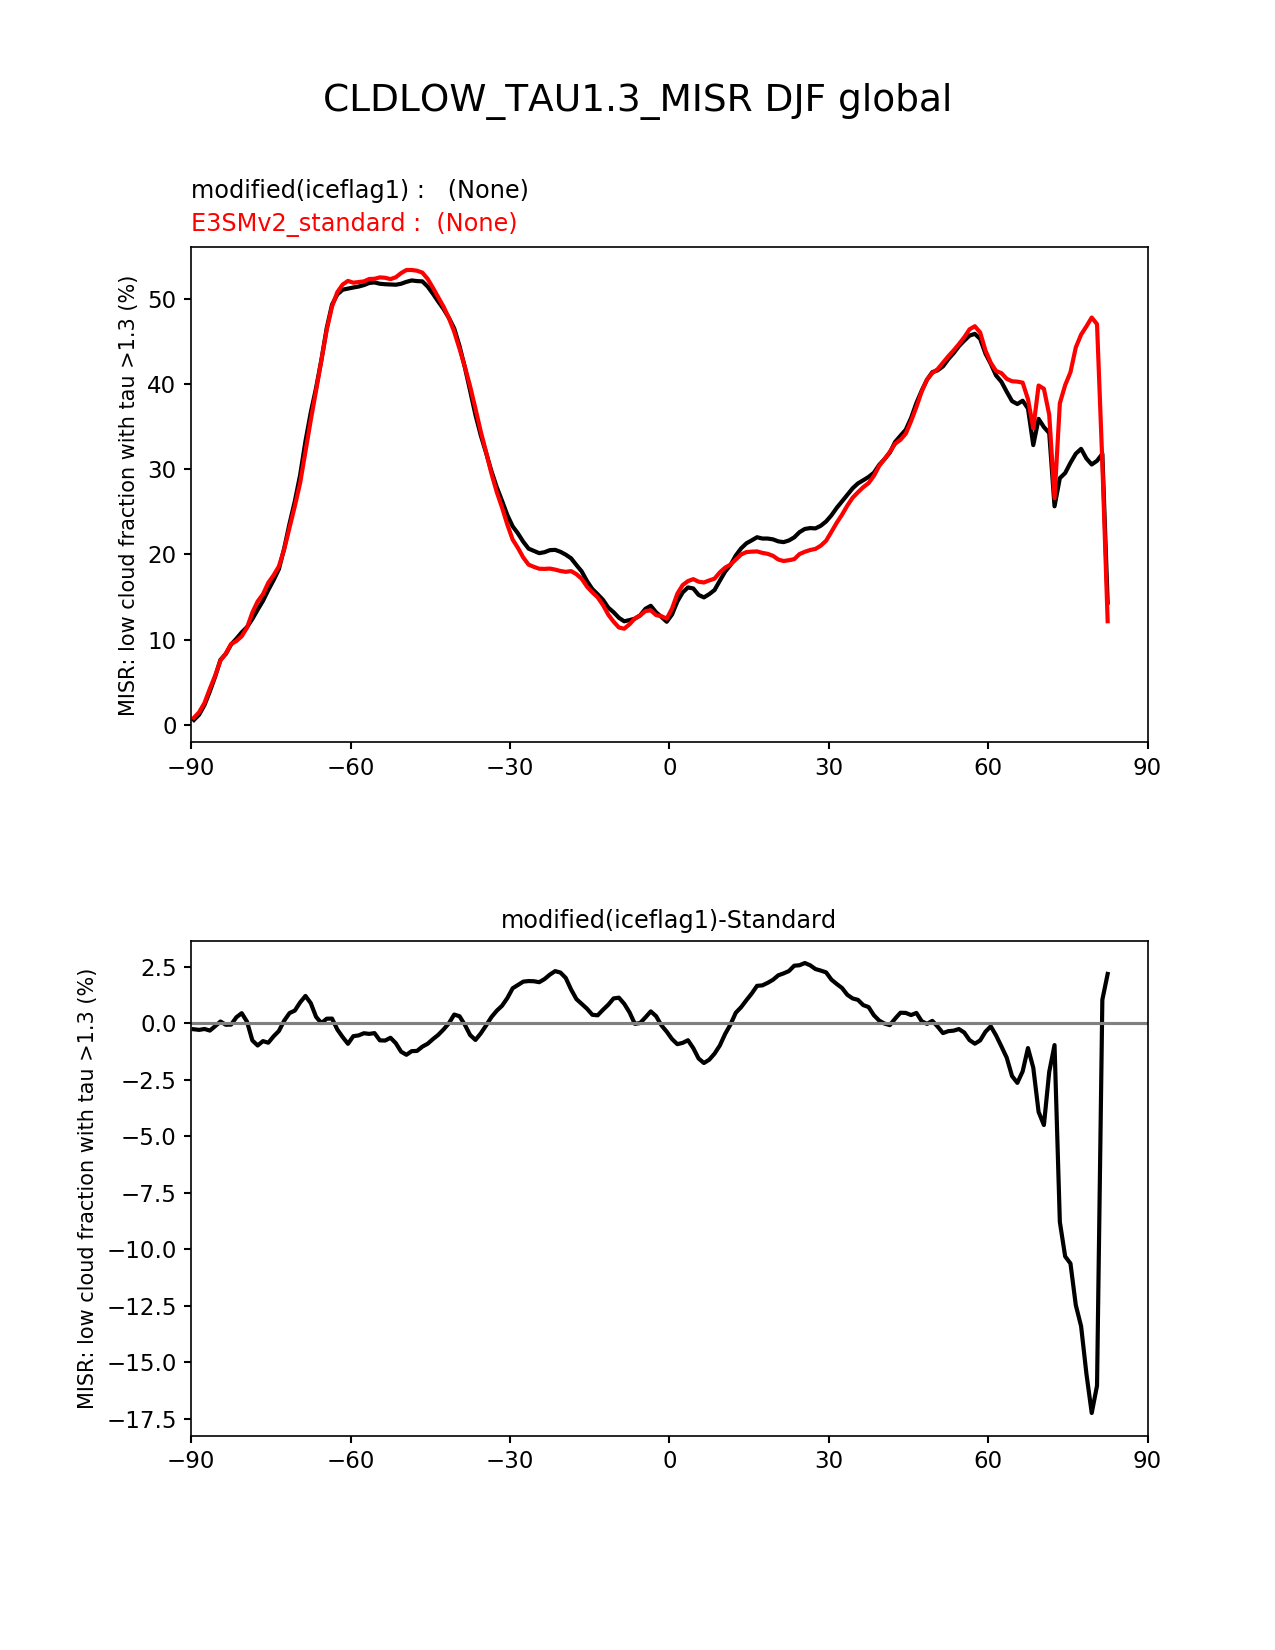 CLDLOW_TAU1.3_MISR DJF global
modified(iceflag1) :   (None)
E3SMv2_standard :  (None)
MISR: low cloud fraction with tau >1.3 (%)
50
40
30
20
10
0
−90 −60 −30 0 30 60 90
modified(iceflag1)-Standard
MISR: low cloud fraction with tau >1.3 (%)
2.5
0.0
−2.5
−5.0
−7.5
−10.0
−12.5
−15.0
−17.5
−90 −60 −30 0 30 60 90